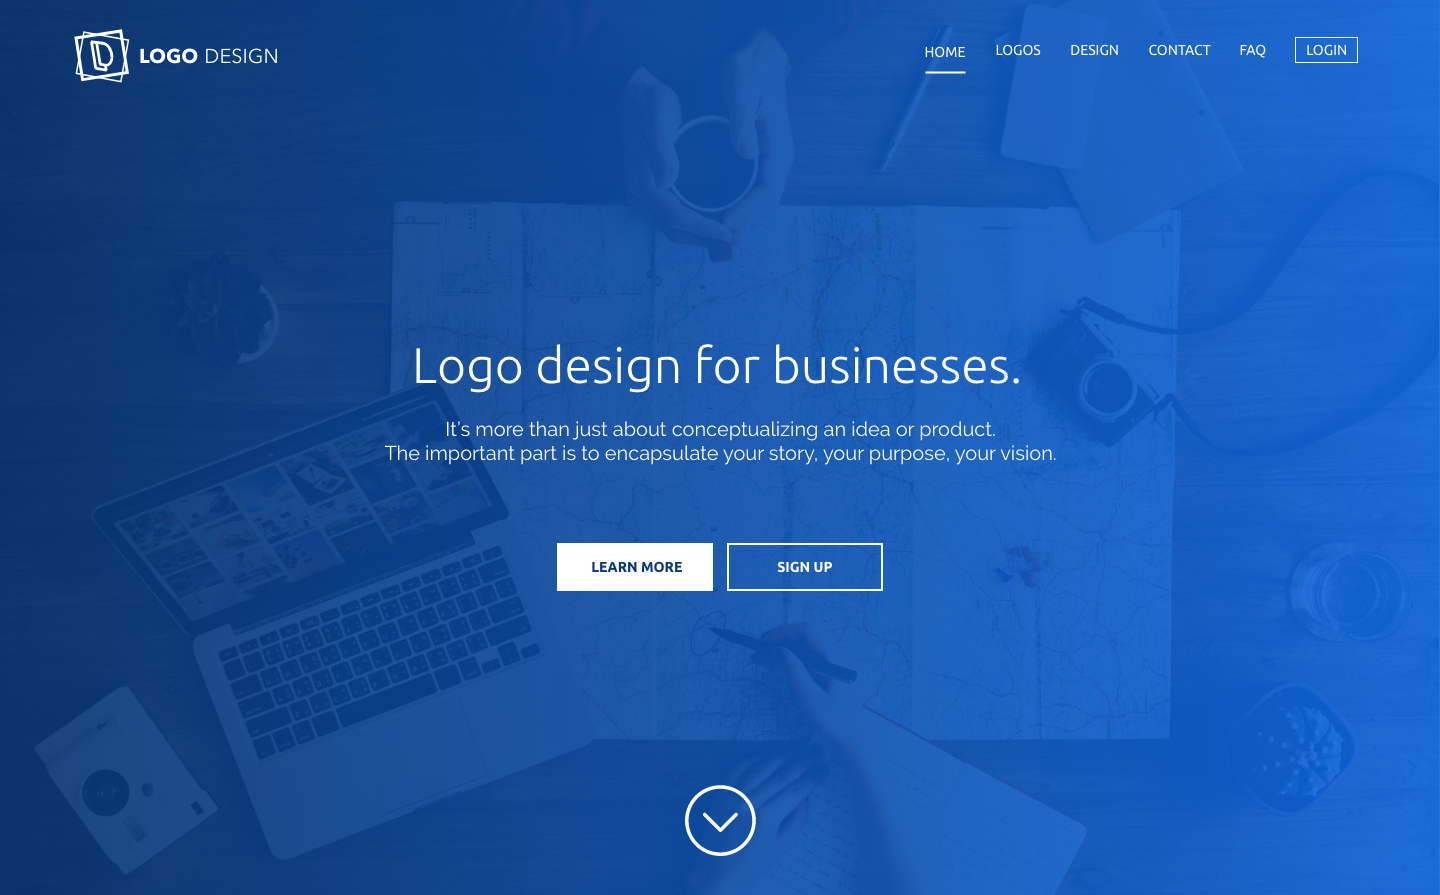 LOGO DESIGN
HOME LOGOS DESIGN CONTACT FAQ LOGIN
Logo design for businesses.
It's more than just about conceptualizing an idea or product.
The important part is to encapsulate your story, your purpose, your vision.
LEARN MORE SIGN UP